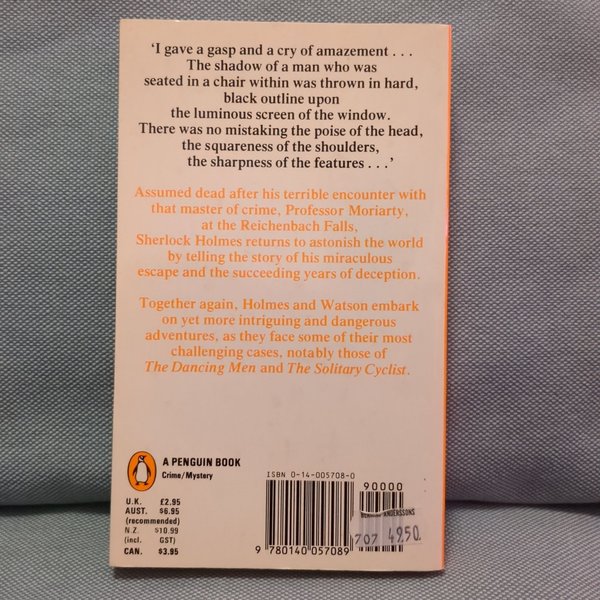 ‘I gave a gasp and a cry of amazement . . .
The shadow of a man who was
seated in a chair within was thrown in hard,
black outline upon
the luminous screen of the window.
There was no mistaking the poise of the head,
the squareness of the shoulders,
the sharpness of the features . . .’
Assumed dead after his terrible encounter with
that master of crime, Professor Moriarty,
at the Reichenbach Falls,
Sherlock Holmes returns to astonish the world
by telling the story of his miraculous
escape and the succeeding years of deception.
Together again, Holmes and Watson embark
on yet more intriguing and dangerous
adventures, as they face some of their most
challenging cases, notably those of
The Dancing Men and The Solitary Cyclist.
A PENGUIN BOOK
Crime/Mystery
U.K. £2.95
AUST. $6.95
(recommended)
N.Z. $10.99
(incl. GST)
CAN. $3.95
ISBN 0-14-005708-0
90000
ANDERSSONS
707 4950
9 780140 057089